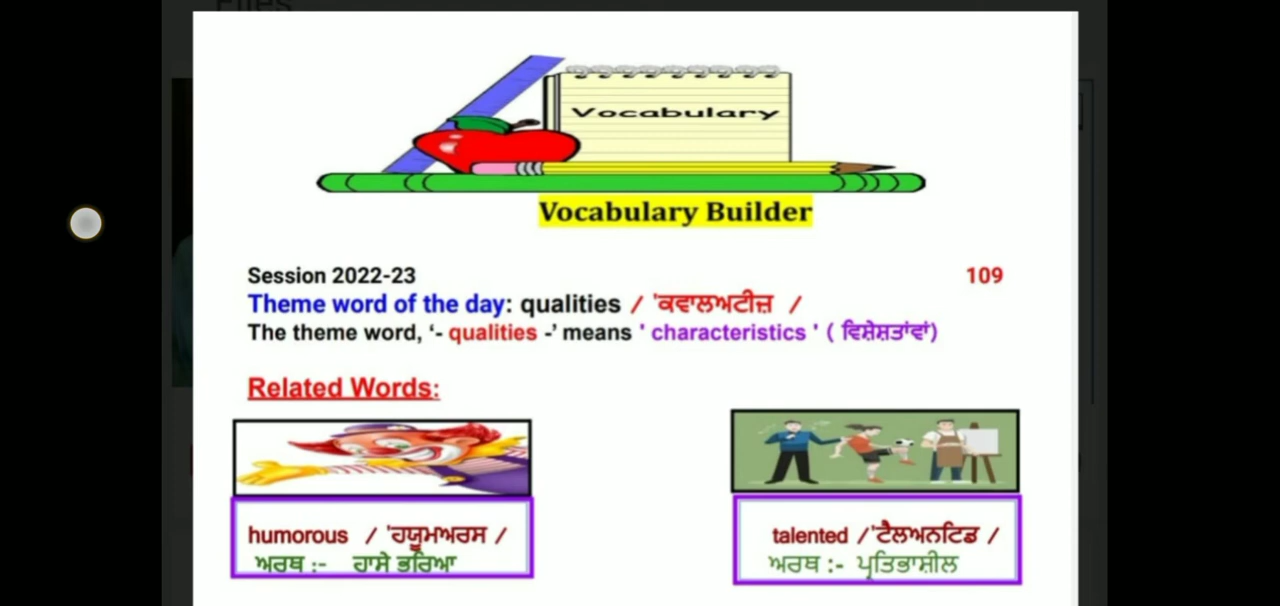 Files
Vocabulary
Vocabulary Builder
Session 2022-23 109
Theme word of the day: qualities / 'ਕਵਾਲਅਟੀਜ਼ /
The theme word, ‘- qualities -’ means ' characteristics ' ( ਵਿਸ਼ੇਸ਼ਤਾਂਵਾਂ)
Related Words:
humorous / 'ਹਯੂਮਅਰਸ /
ਅਰਥ :- ਹਾਸੇ ਭਰਿਆ
talented /'ਟੈਲਅਨਟਿਡ /
ਅਰਥ :- ਪ੍ਰਤਿਭਾਸ਼ੀਲ